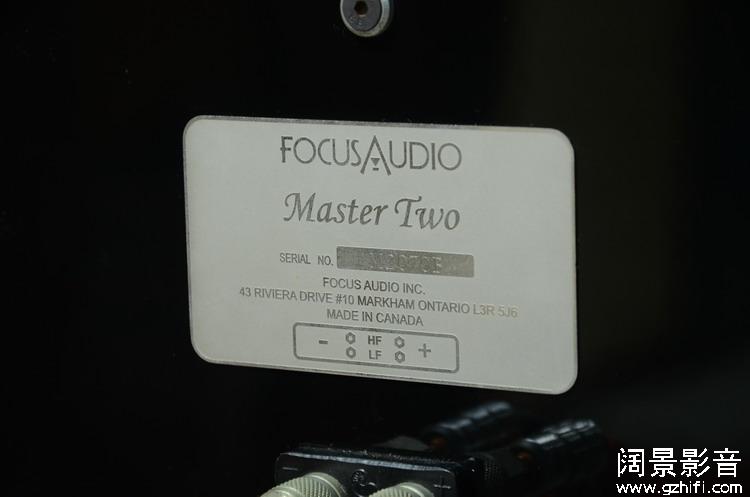 FOCUSAUDIO
Master Two
SERIAL NO.
FOCUS AUDIO INC.
43 RIVIERA DRIVE #10 MARKHAM ONTARIO L3R 5J6
MADE IN CANADA
- HF +
LF
阔景影音
www.gzhifi.com